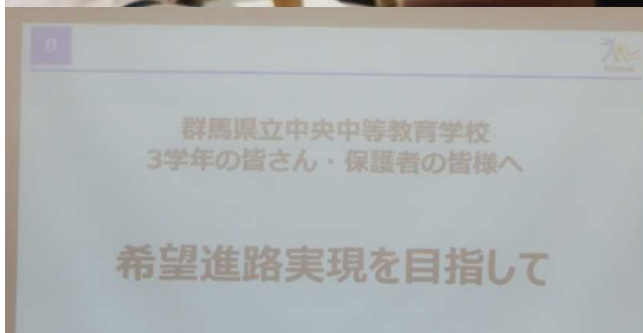 D
群馬県立中央中等教育学校
3学年の皆さん・保護者の皆様へ
希望進路実現を目指して